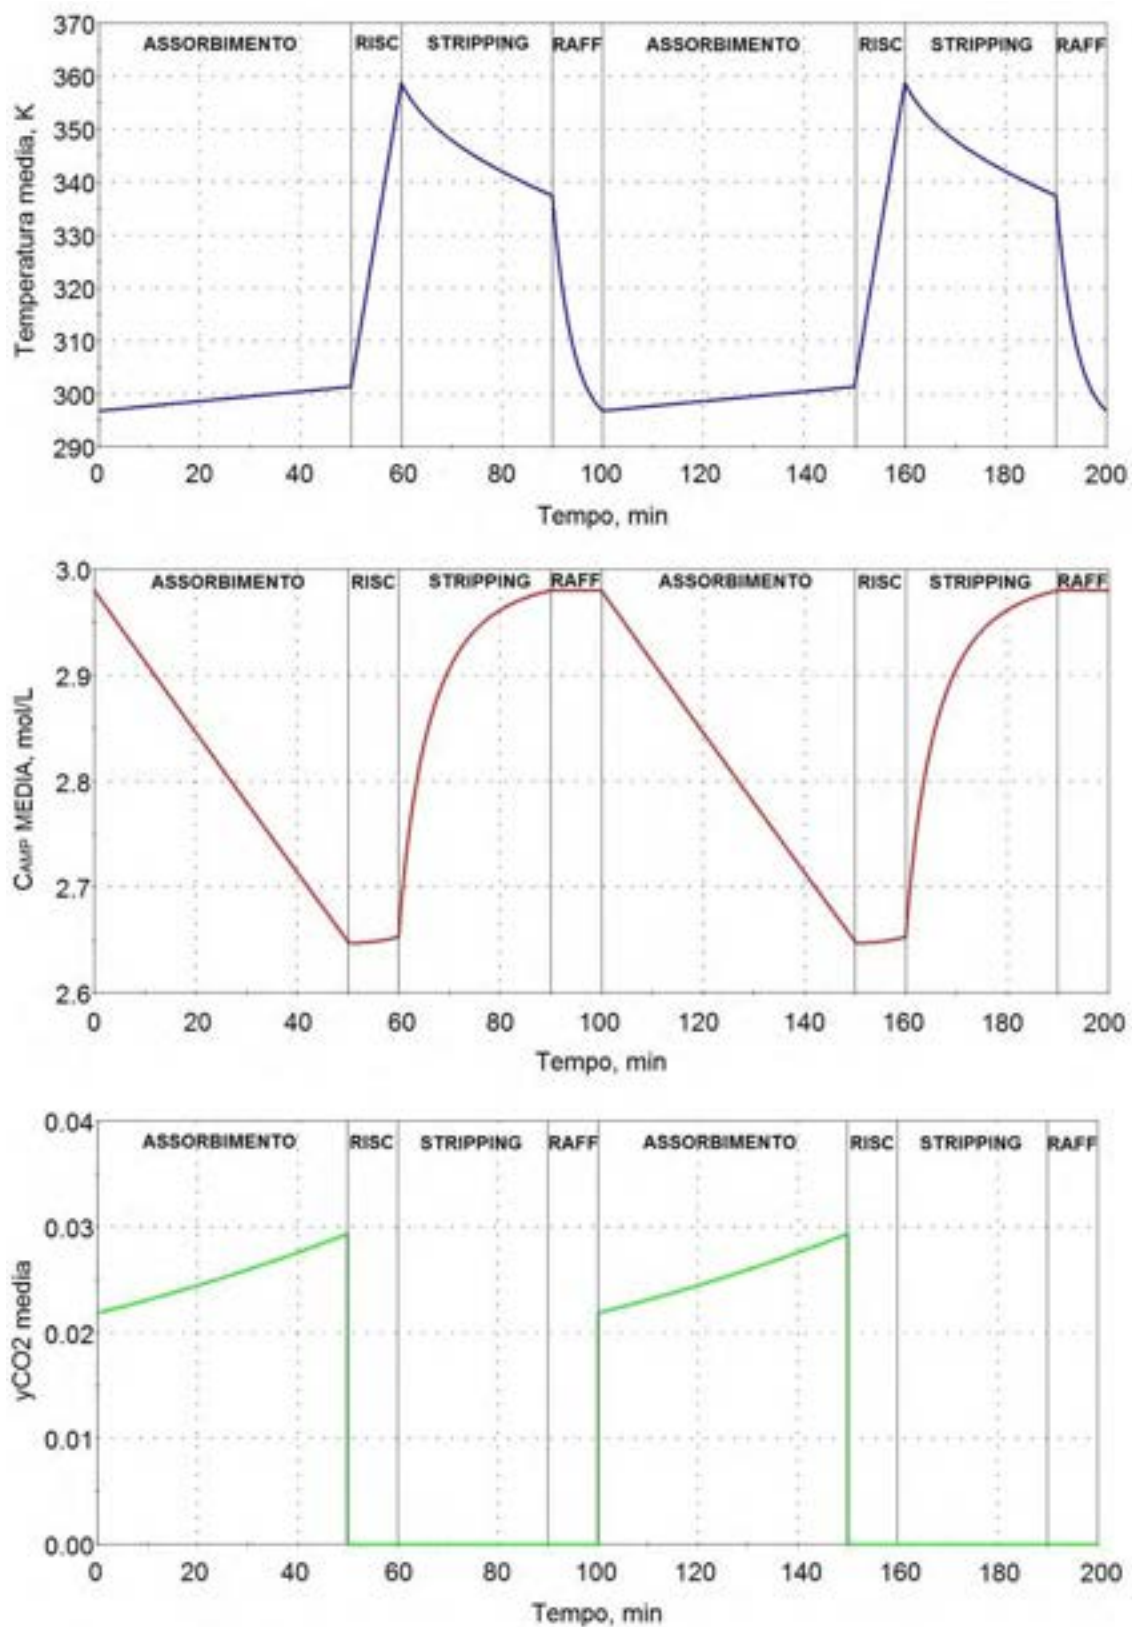 370
360
350
340
330
320
310
300
290
Temperatura media, K
ASSORBIMENTO RISC STRIPPING RAFF ASSORBIMENTO RISC STRIPPING RAFF
0 20 40 60 80 100 120 140 160 180 200
Tempo, min
3.0
2.9
2.8
2.7
2.6
CAMP MEDIA, mol/L
ASSORBIMENTO RISC STRIPPING RAFF ASSORBIMENTO RISC STRIPPING RAFF
0 20 40 60 80 100 120 140 160 180 200
Tempo, min
0.04
0.03
0.02
0.01
0.00
yCO2 media
ASSORBIMENTO RISC STRIPPING RAFF ASSORBIMENTO RISC STRIPPING RAFF
0 20 40 60 80 100 120 140 160 180 200
Tempo, min